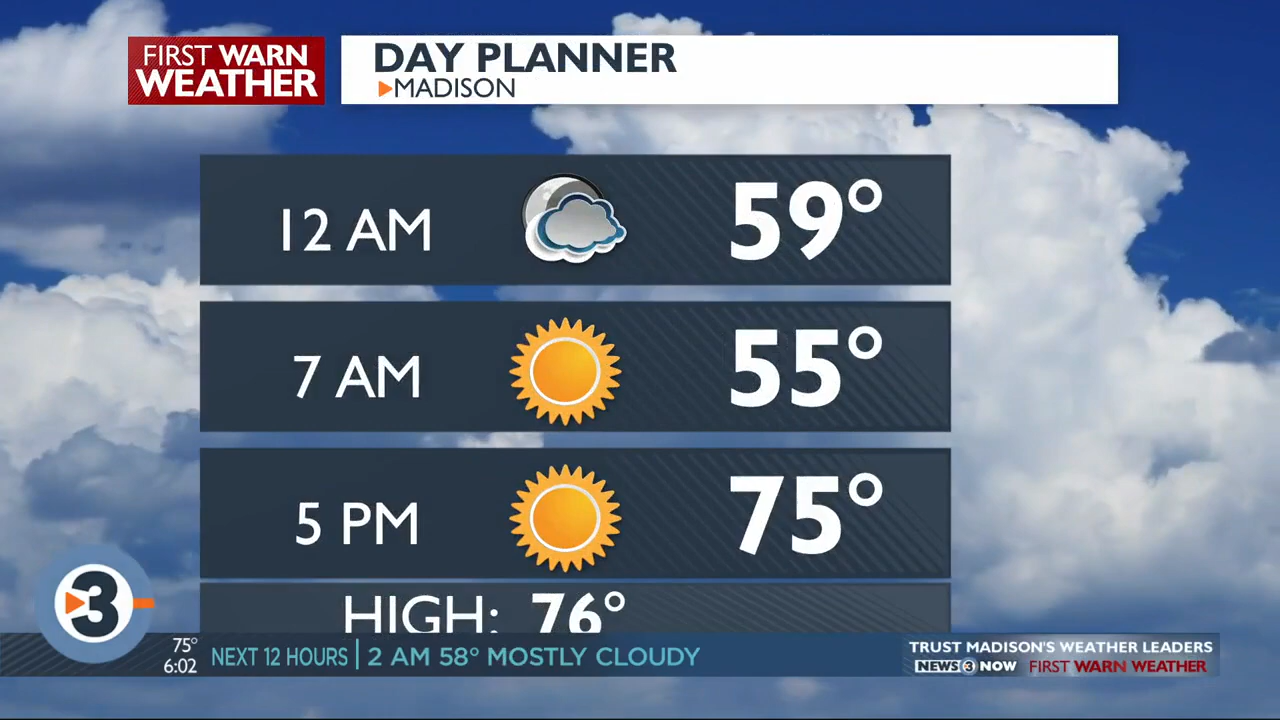 FIRST WARN
WEATHER
DAY PLANNER
MADISON
12 AM 59°
7 AM 55°
5 PM 75°
HIGH: 76°
3
75°
6:02
NEXT 12 HOURS | 2 AM 58° MOSTLY CLOUDY
TRUST MADISON'S WEATHER LEADERS
NEWS 3 NOW FIRST WARN WEATHER